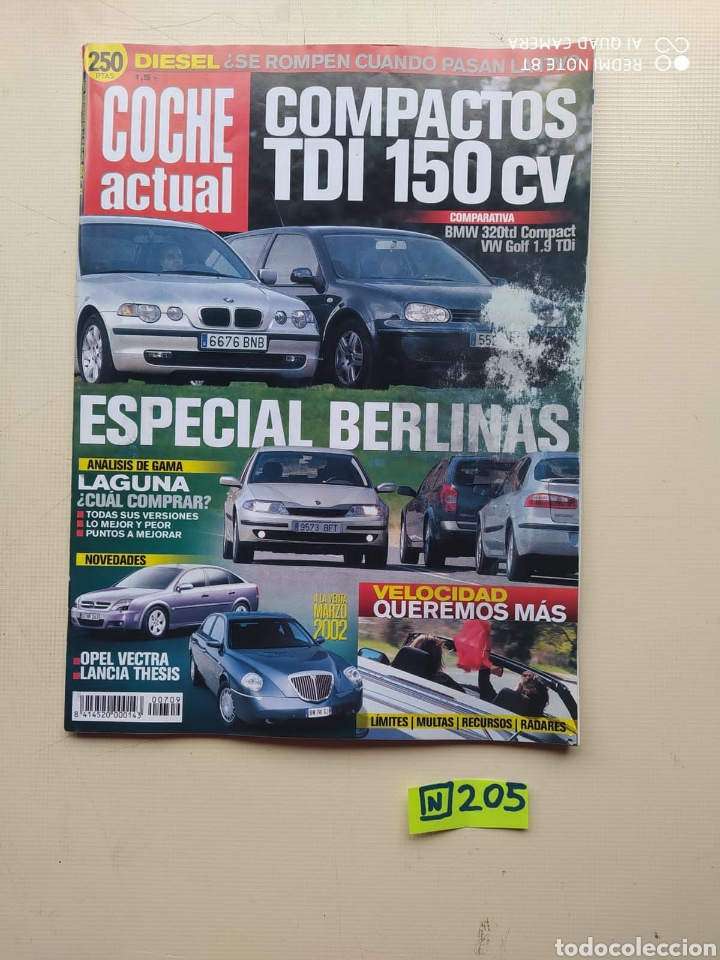 250
PTAS
DIESEL ¿SE ROMPEN CUANDO PASAN
1,5
COCHE
actual
COMPACTOS
TDI 150 cv
COMPARATIVA
BMW 320td Compact
VW Golf 1.9 TDi
6676 BNB
ESPECIAL BERLINAS
ANÁLISIS DE GAMA
LAGUNA
¿CUÁL COMPRAR?
TODAS SUS VERSIONES
LO MEJOR Y PEOR
PUNTOS A MEJORAR
9573 BFT
NOVEDADES
OPEL VECTRA
LANCIA THESIS
A LA VENTA
MARZO
2002
VELOCIDAD
QUEREMOS MÁS
LÍMITES | MULTAS | RECURSOS | RADARES
00709
8 414520 000143
N 205
REDMI NOTE 8T
AI QUAD CAMERA
todocoleccion